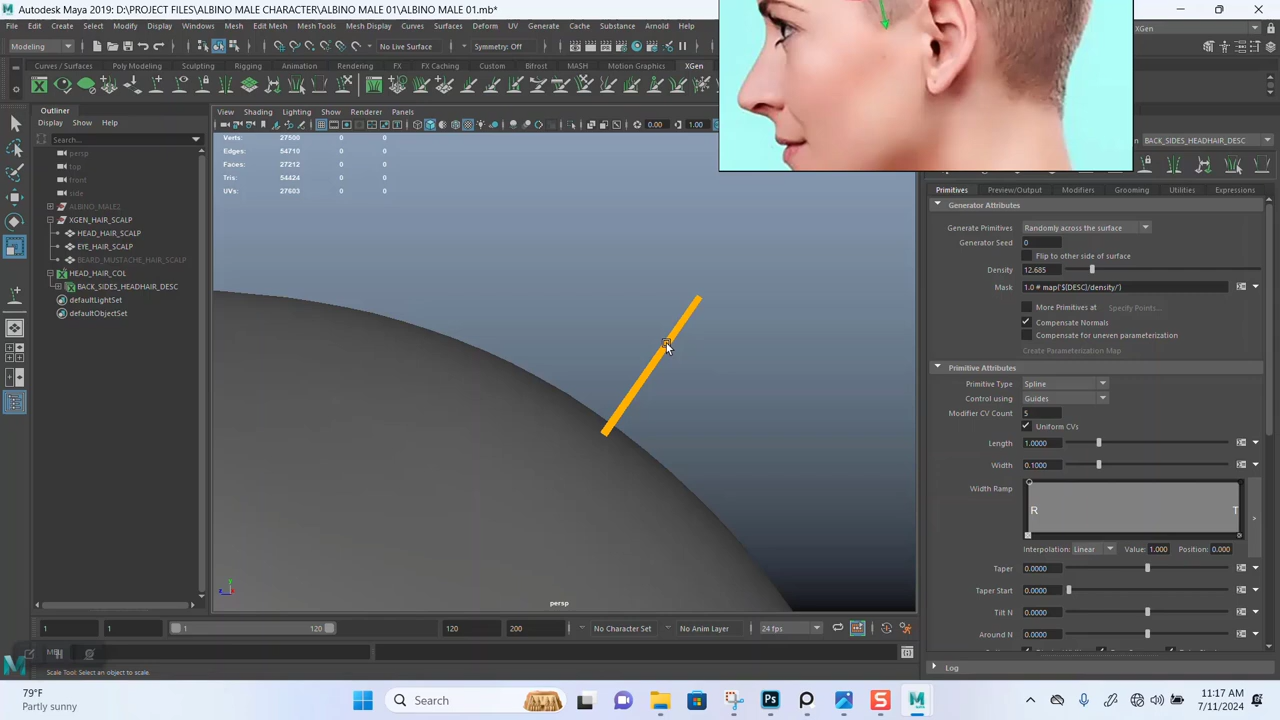 Autodesk Maya 2019: D:\PROJECT FILES\ALBINO MALE CHARACTER\ALBINO MALE 01\ALBINO MALE 01.mb*
File Edit Create Select Modify Display Windows Mesh Edit Mesh Mesh Tools Mesh Display Curves Surfaces Deform UV Generate Cache Substance Arnold Help
Modeling No Live Surface Symmetry: Off
Curves / Surfaces Poly Modeling Sculpting Rigging Animation Rendering FX FX Caching Custom Bifrost MASH Motion Graphics XGen
Outliner
Display Show Help
Search...
persp
top
front
side
ALBINO_MALE2
XGEN_HAIR_SCALP
HEAD_HAIR_SCALP
EYE_HAIR_SCALP
BEARD_MUSTACHE_HAIR_SCALP
HEAD_HAIR_COL
BACK_SIDES_HEADHAIR_DESC
defaultLightSet
defaultObjectSet
View Shading Lighting Show Renderer Panels
0.00 1.00
Verts: 27500 0 0
Edges: 54710 0 0
Faces: 27212 0 0
Tris: 54424 0 0
UVs: 27603 0 0
persp
BACK_SIDES_HEADHAIR_DESC
Primitives Preview/Output Modifiers Grooming Utilities Expressions
Generator Attributes
Generate Primitives Randomly across the surface
Generator Seed 0
Flip to other side of surface
Density 12.685
Mask 1.0 # map('${DESC}/density/')
More Primitives at Specify Points...
Compensate Normals
Compensate for uneven parameterization
Create Parameterization Map
Primitive Attributes
Primitive Type Spline
Control using Guides
Modifier CV Count 5
Uniform CVs
Length 1.0000
Width 0.1000
Width Ramp R T
Interpolation: Linear Value: 1.000 Position: 0.000
Taper 0.0000
Taper Start 0.0000
Tilt N 0.0000
Around N 0.0000
Log
1 1 1 120 120 200 No Character Set No Anim Layer 24 fps
Scale Tool: Select an object to scale.
79°F
Partly sunny
Search
11:17 AM
7/11/2024